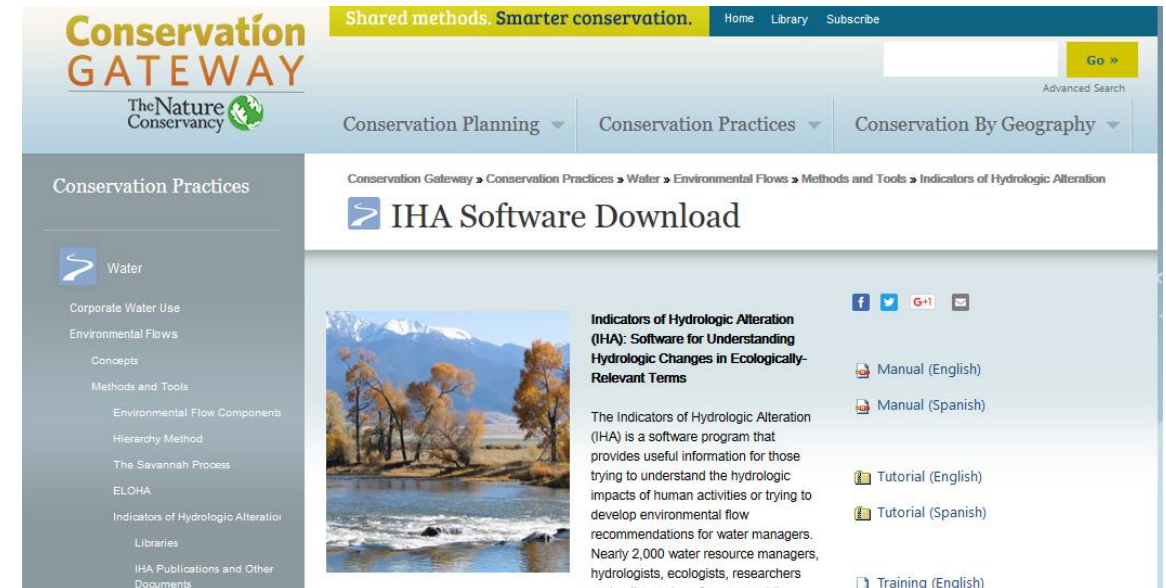 Conservation
GATEWAY
The Nature
Conservancy
Shared methods. Smarter conservation.
Home Library Subscribe
Go »
Advanced Search
Conservation Planning
Conservation Practices
Conservation By Geography
Conservation Practices
Water
Corporate Water Use
Environmental Flows
Concepts
Methods and Tools
Environmental Flow Components
Hierarchy Method
The Savannah Process
ELOHA
Indicators of Hydrologic Alteration
Libraries
IHA Publications and Other
Documents
Conservation Gateway » Conservation Practices » Water » Environmental Flows » Methods and Tools » Indicators of Hydrologic Alteration
IHA Software Download
Indicators of Hydrologic Alteration
(IHA): Software for Understanding
Hydrologic Changes in Ecologically-
Relevant Terms
The Indicators of Hydrologic Alteration
(IHA) is a software program that
provides useful information for those
trying to understand the hydrologic
impacts of human activities or trying to
develop environmental flow
recommendations for water managers.
Nearly 2,000 water resource managers,
hydrologists, ecologists, researchers
f
G+1
Manual (English)
Manual (Spanish)
Tutorial (English)
Tutorial (Spanish)
Training (English)